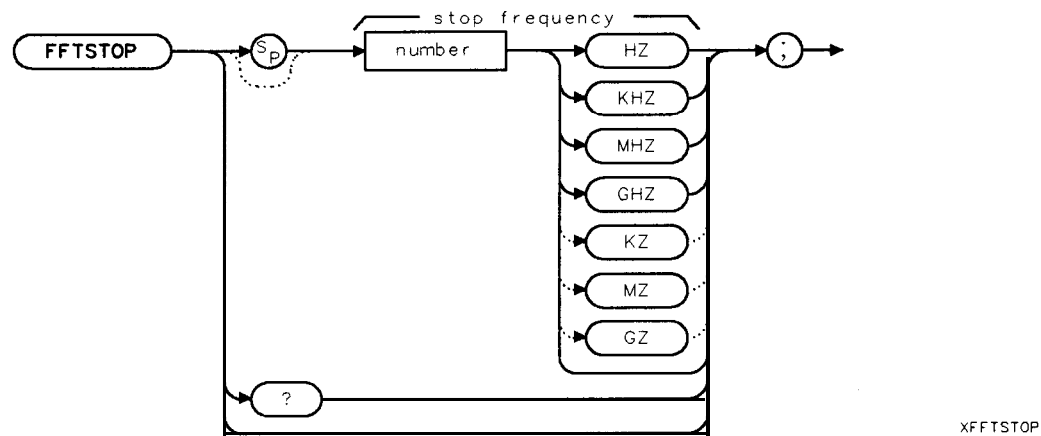 stop frequency
FFTSTOP
SP
number
HZ
;
KHZ
MHZ
GHZ
KZ
MZ
GZ
?
XFFTSTOP